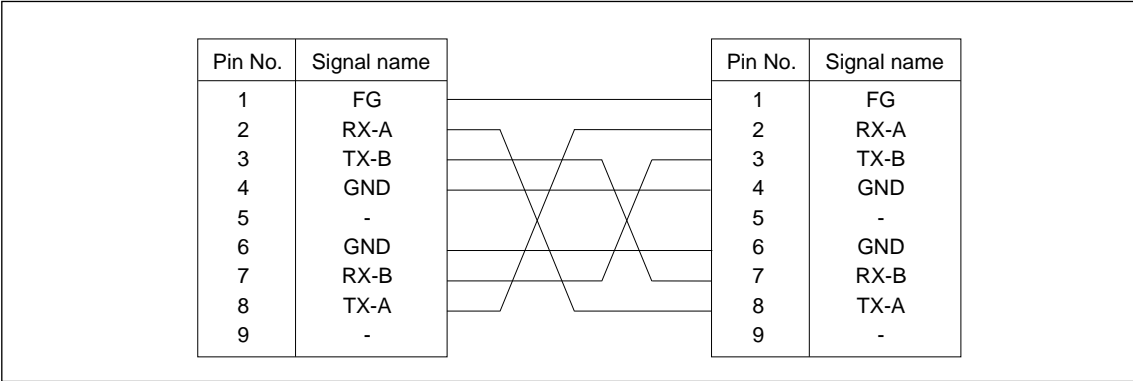 Pin No. Signal name Pin No. Signal name
1 FG 1 FG
2 RX-A 2 RX-A
3 TX-B 3 TX-B
4 GND 4 GND
5 - 5 -
6 GND 6 GND
7 RX-B 7 RX-B
8 TX-A 8 TX-A
9 - 9 -